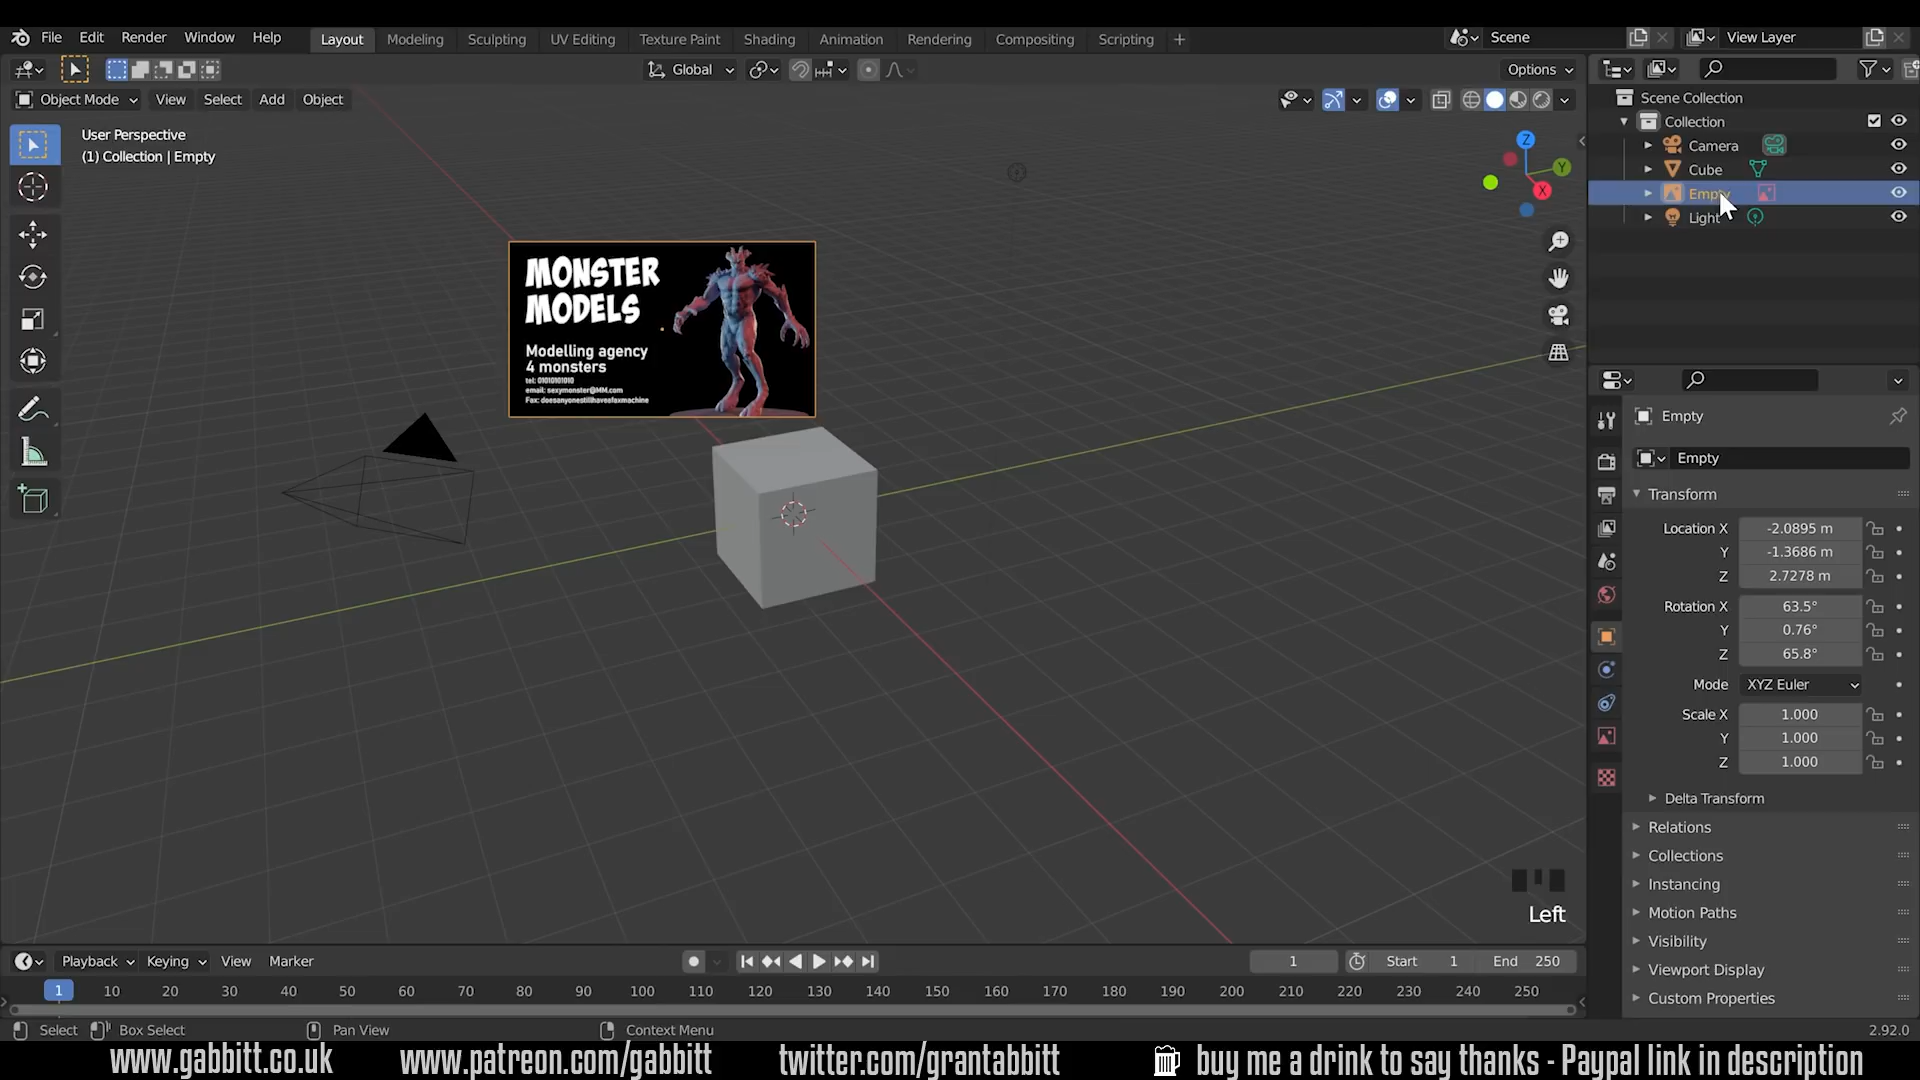 File Edit Render Window Help
Layout Modeling Sculpting UV Editing Texture Paint Shading Animation Rendering Compositing Scripting +
Scene
View Layer
Global
Options
Object Mode View Select Add Object
User Perspective
(1) Collection | Empty
Z
Y
X
MONSTER
MODELS
Modelling agency
4 monsters
tel: 01010101010
email: sexymonster@MM.com
Fax: doesanyonestillhaveafaxmachine
Left
Scene Collection
Collection
Camera
Cube
Empty
Light
Empty
Empty
Transform
Location X -2.0895 m
Y -1.3686 m
Z 2.7278 m
Rotation X 63.5°
Y 0.76°
Z 65.8°
Mode XYZ Euler
Scale X 1.000
Y 1.000
Z 1.000
Delta Transform
Relations
Collections
Instancing
Motion Paths
Visibility
Viewport Display
Custom Properties
Playback Keying View Marker
1 Start 1 End 250
1 10 20 30 40 50 60 70 80 90 100 110 120 130 140 150 160 170 180 190 200 210 220 230 240 250
Select Box Select Pan View Context Menu 2.92.0
www.gabbitt.co.uk www.patreon.com/gabbitt twitter.com/grantabbitt buy me a drink to say thanks - Paypal link in description